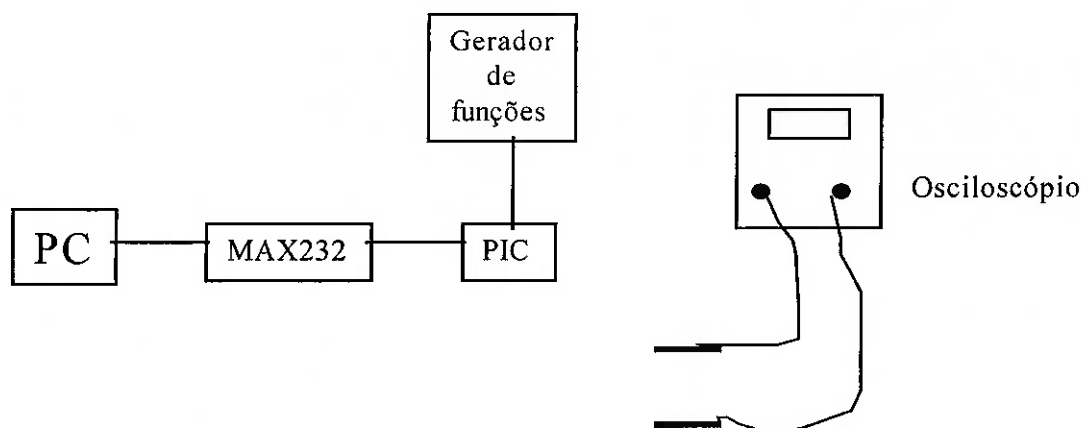 Gerador
de
funções
Osciloscópio
PC
MAX232
PIC